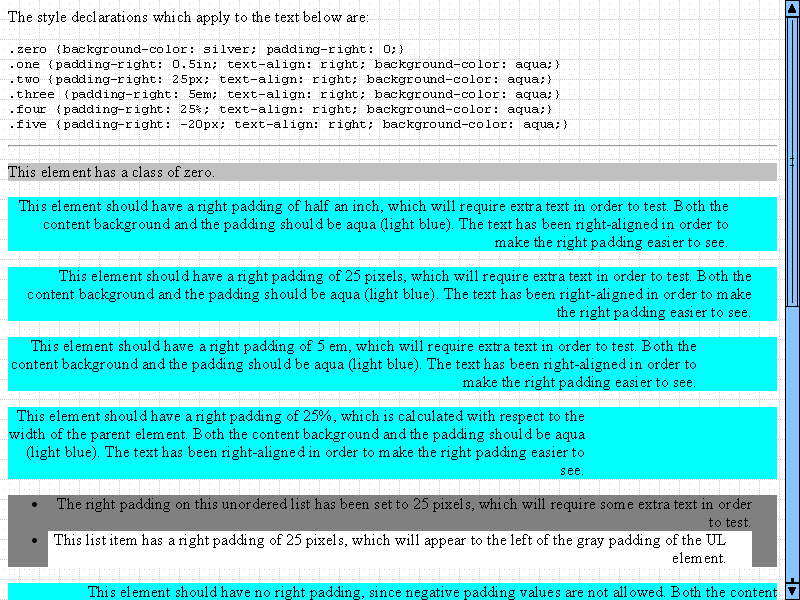 The style declarations which apply to the text below are:
.zero {background-color: silver; padding-right: 0;}
.one {padding-right: 0.5in; text-align: right; background-color: aqua;}
.two {padding-right: 25px; text-align: right; background-color: aqua;}
.three {padding-right: 5em; text-align: right; background-color: aqua;}
.four {padding-right: 25%; text-align: right; background-color: aqua;}
.five {padding-right: -20px; text-align: right; background-color: aqua;}
This element has a class of zero.
This element should have a right padding of half an inch, which will require extra text in order to test. Both the
content background and the padding should be aqua (light blue). The text has been right-aligned in order to
make the right padding easier to see.
This element should have a right padding of 25 pixels, which will require extra text in order to test. Both the
content background and the padding should be aqua (light blue). The text has been right-aligned in order to make
the right padding easier to see.
This element should have a right padding of 5 em, which will require extra text in order to test. Both the
content background and the padding should be aqua (light blue). The text has been right-aligned in order to
make the right padding easier to see.
This element should have a right padding of 25%, which is calculated with respect to the
width of the parent element. Both the content background and the padding should be aqua
(light blue). The text has been right-aligned in order to make the right padding easier to
see.
• The right padding on this unordered list has been set to 25 pixels, which will require some extra text in order
to test.
• This list item has a right padding of 25 pixels, which will appear to the left of the gray padding of the UL
element.
This element should have no right padding, since negative padding values are not allowed. Both the content